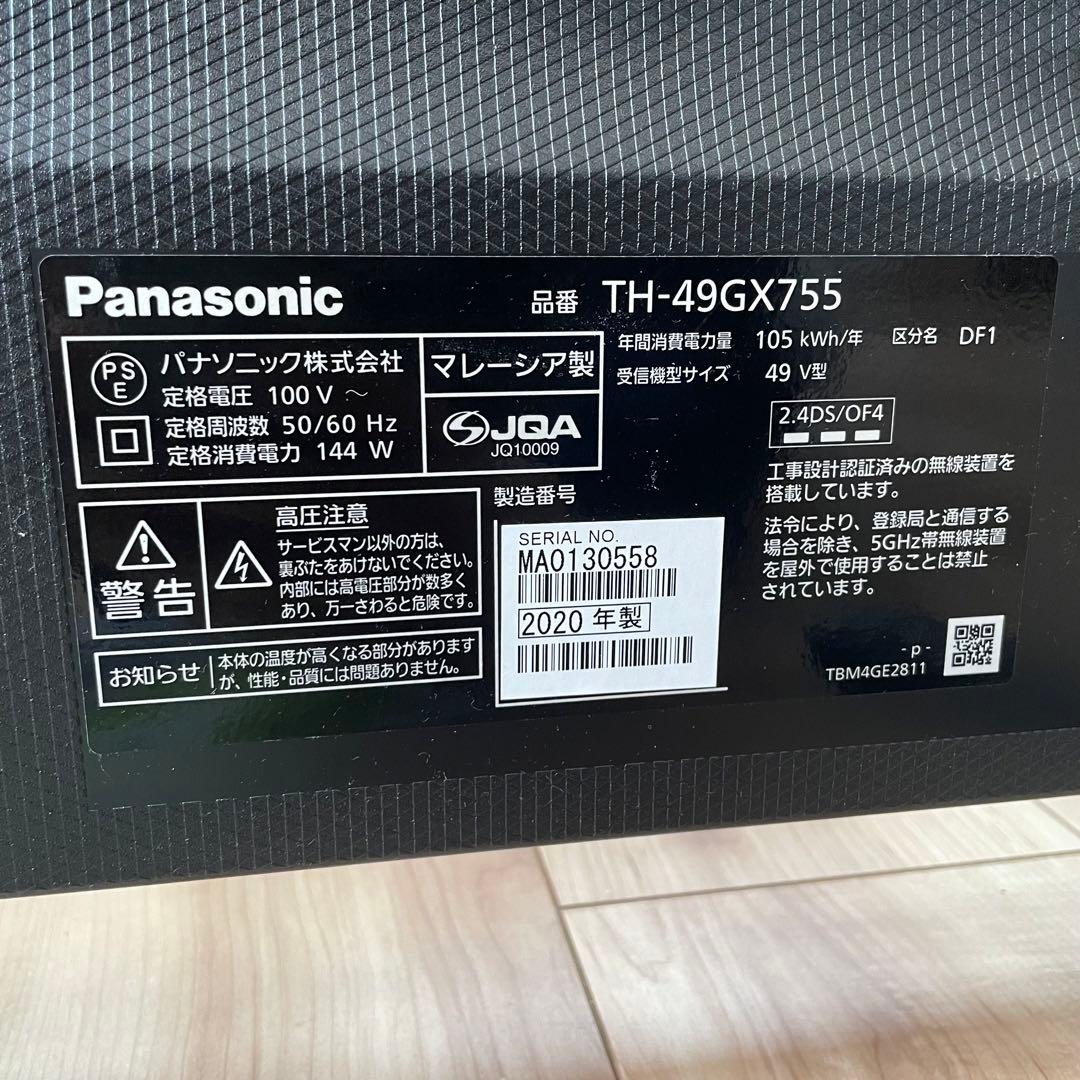 Panasonic
品番 TH-49GX755
年間消費電力量 105 kWh/年 区分名 DF1
受信機型サイズ 49 V型
PS
E
パナソニック株式会社
定格電圧 100 V ~
定格周波数 50/60 Hz
定格消費電力 144 W
マレーシア製
JQA
JQ10009
2.4DS/OF4
工事設計認証済みの無線装置を
搭載しています。
法令により、登録局と通信する
場合を除き、5GHz帯無線装置
を屋外で使用することは禁止
されています。
警告
高圧注意
サービスマン以外の方は、
裏ぶたをあけないでください。
内部には高電圧部分が数多く
あり、万一さわると危険です。
お知らせ
本体の温度が高くなる部分があります
が、性能・品質には問題ありません。
製造番号
SERIAL NO.
MA0130558
2020 年製
- p -
TBM4GE2811